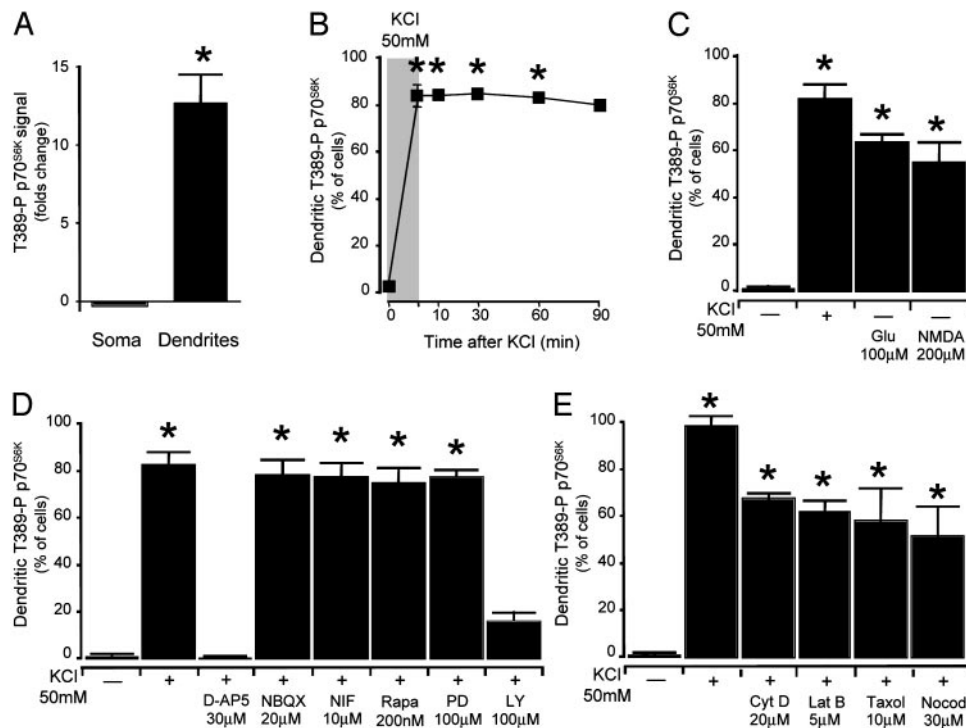 A
T389-P p70S6K signal
(folds change)
15
10
5
0
*
Soma
Dendrites
B
KCl
50mM
Dendritic T389-P p70S6K
(% of cells)
100
80
60
40
20
0
* * * *
0 10 30 60 90
Time after KCl (min)
C
Dendritic T389-P p70S6K
(% of cells)
100
80
60
40
20
0
* * *
KCl
50mM
— + — —
Glu
100µM
NMDA
200µM
D
Dendritic T389-P p70S6K
(% of cells)
100
80
60
40
20
0
* * * * *
KCl
50mM
— + + + + + + +
D-AP5
30µM
NBQX
20µM
NIF
10µM
Rapa
200nM
PD
100µM
LY
100µM
E
Dendritic T389-P p70S6K
(% of cells)
100
80
60
40
20
0
* * * * *
KCl
50mM
— + + + + +
Cyt D
20µM
Lat B
5µM
Taxol
10µM
Nocod
30µM